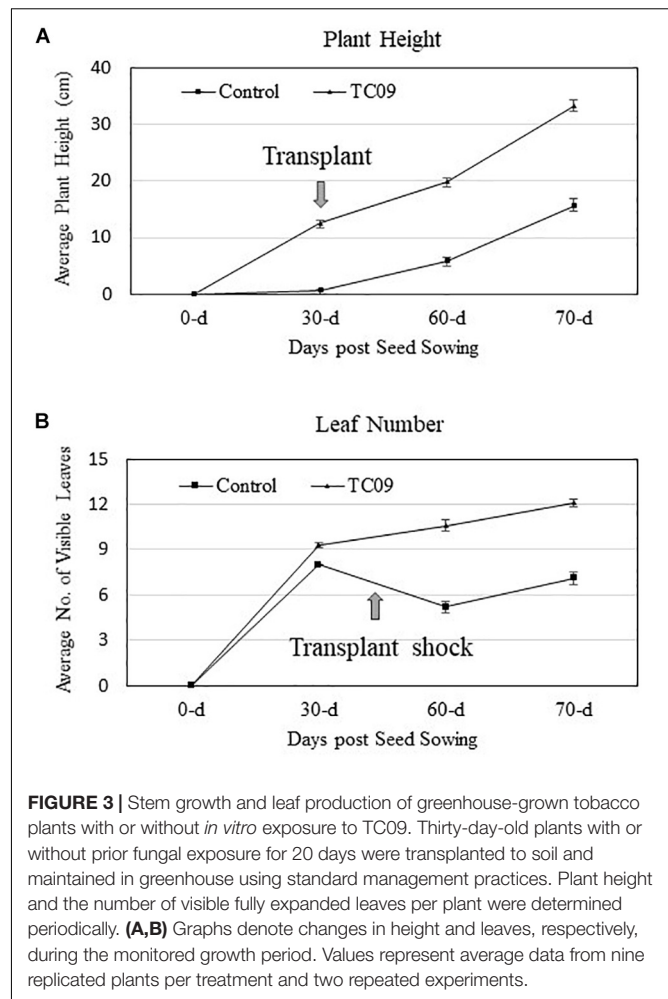 A
Plant Height
Control
TC09
Transplant
Average Plant Height (cm)
40
30
20
10
0
0-d
30-d
60-d
70-d
Days post Seed Sowing
B
Leaf Number
Control
TC09
Transplant shock
Average No. of Visible Leaves
15
12
9
6
3
0
0-d
30-d
60-d
70-d
Days post Seed Sowing
FIGURE 3 | Stem growth and leaf production of greenhouse-grown tobacco
plants with or without in vitro exposure to TC09. Thirty-day-old plants with or
without prior fungal exposure for 20 days were transplanted to soil and
maintained in greenhouse using standard management practices. Plant height
and the number of visible fully expanded leaves per plant were determined
periodically. (A,B) Graphs denote changes in height and leaves, respectively,
during the monitored growth period. Values represent average data from nine
replicated plants per treatment and two repeated experiments.